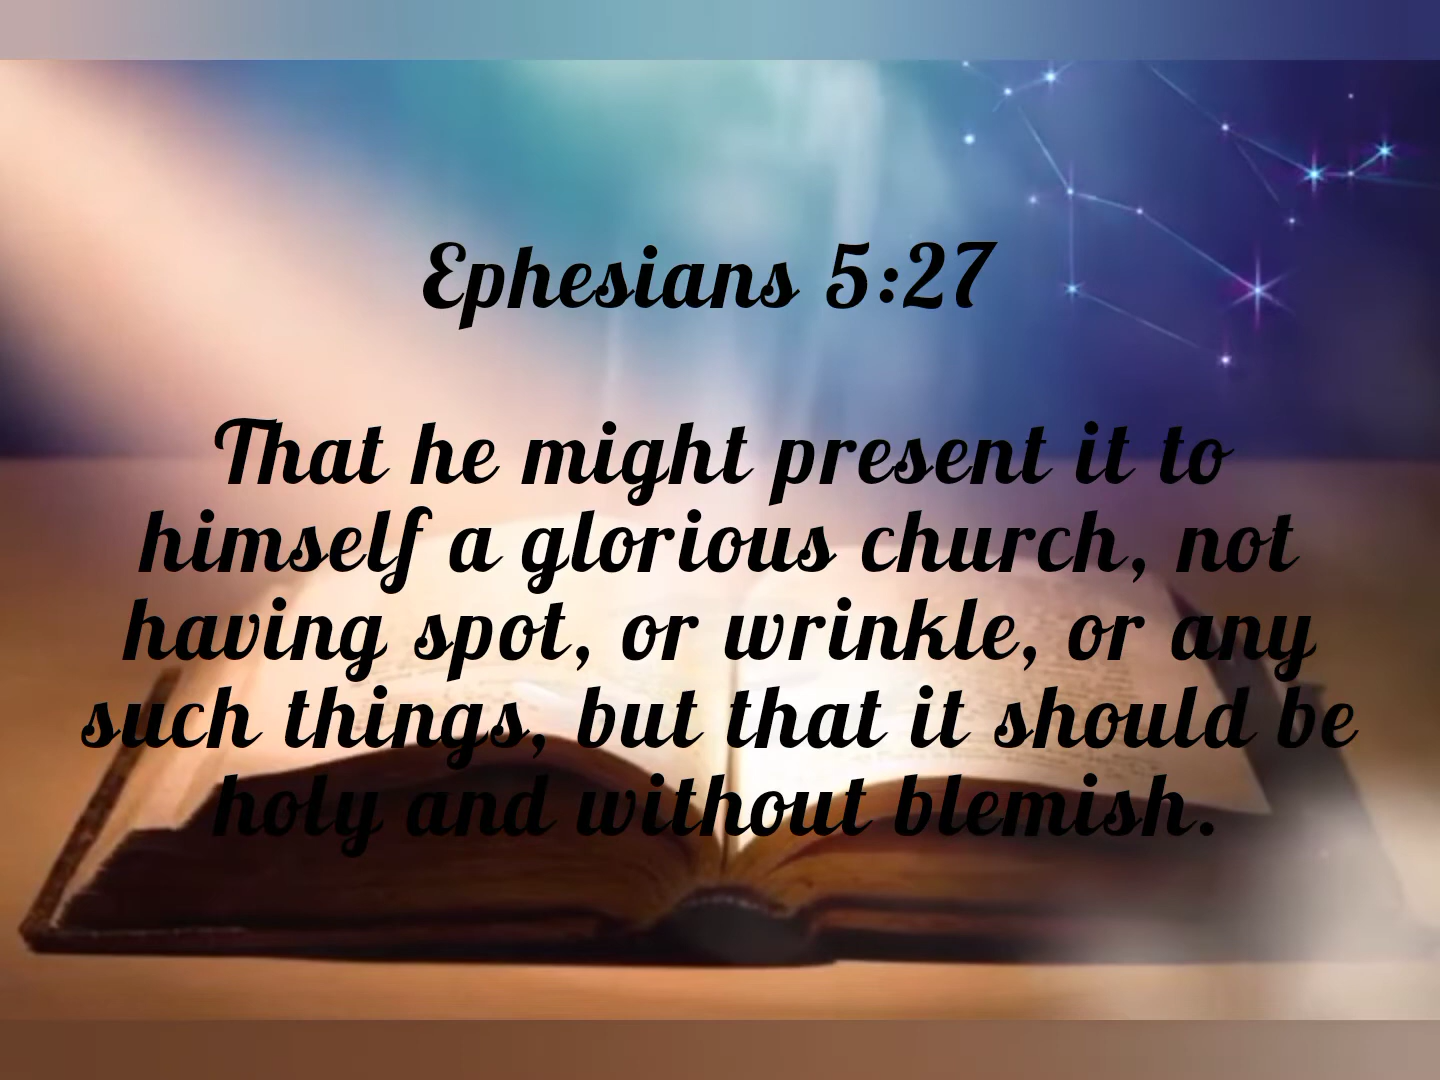 Ephesians 5:27
That he might present it to
himself a glorious church, not
having spot, or wrinkle, or any
such things, but that it should be
holy and without blemish.